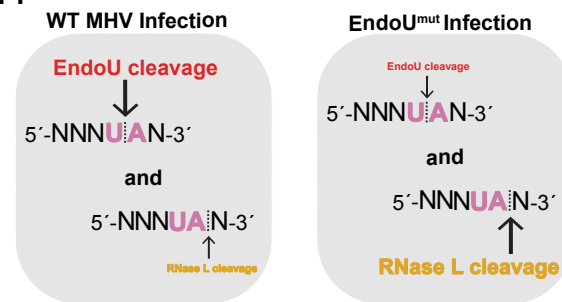 WT MHV Infection
EndoU cleavage
5´-NNNUAN-3´
and
5´-NNNUAN-3´
RNase L cleavage
EndoUmut Infection
EndoU cleavage
5´-NNNUAN-3´
and
5´-NNNUAN-3´
RNase L cleavage